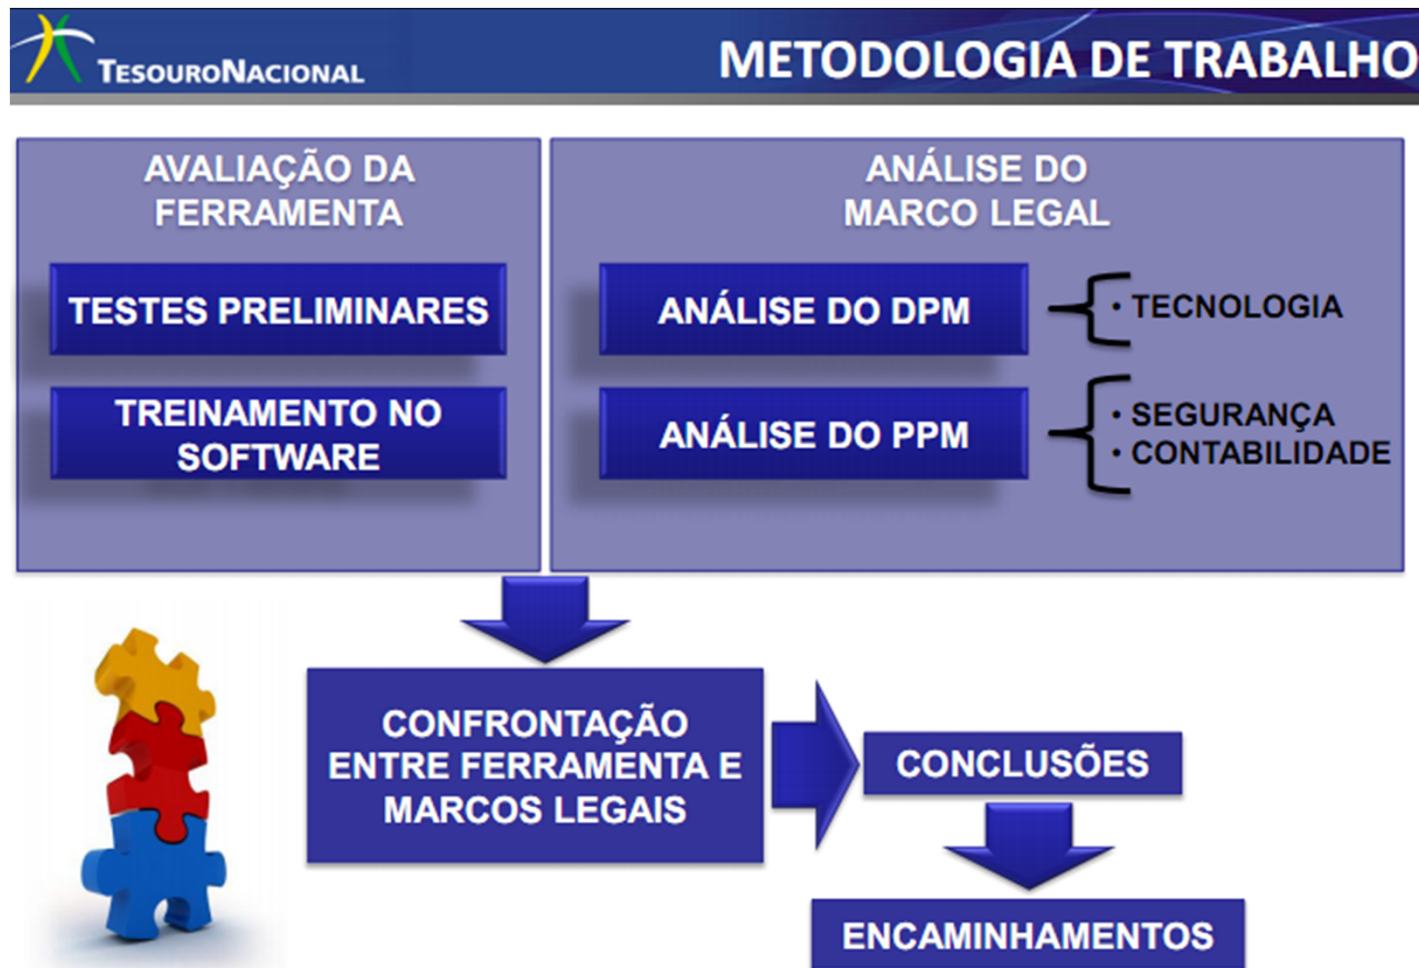 TESOURONACIONAL
METODOLOGIA DE TRABALHO
AVALIAÇÃO DA
FERRAMENTA
TESTES PRELIMINARES
TREINAMENTO NO
SOFTWARE
ANÁLISE DO
MARCO LEGAL
ANÁLISE DO DPM
• TECNOLOGIA
ANÁLISE DO PPM
• SEGURANÇA
• CONTABILIDADE
CONFRONTAÇÃO
ENTRE FERRAMENTA E
MARCOS LEGAIS
CONCLUSÕES
ENCAMINHAMENTOS